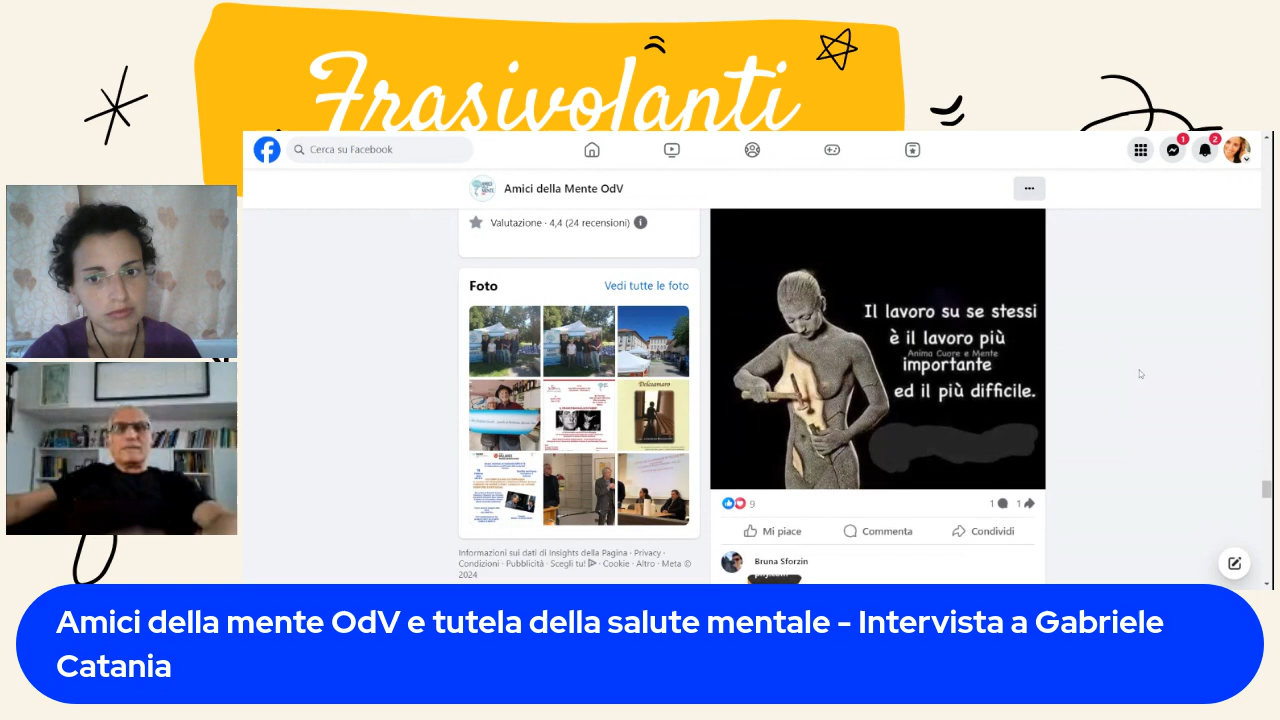 Frasivolanti
Cerca su Facebook
1
2
Amici della Mente OdV
Valutazione · 4,4 (24 recensioni)
Foto
Vedi tutte le foto
Dolceamaro
Informazioni sui dati di Insights della Pagina · Privacy ·
Condizioni · Pubblicità · Scegli tu! · Cookie · Altro · Meta ©
2024
Il lavoro su se stessi
è il lavoro più
Anima Cuore e Mente
importante
ed il più difficile.
9
1
1
Mi piace
Commenta
Condividi
Bruna Sforzin
Amici della mente OdV e tutela della salute mentale - Intervista a Gabriele
Catania